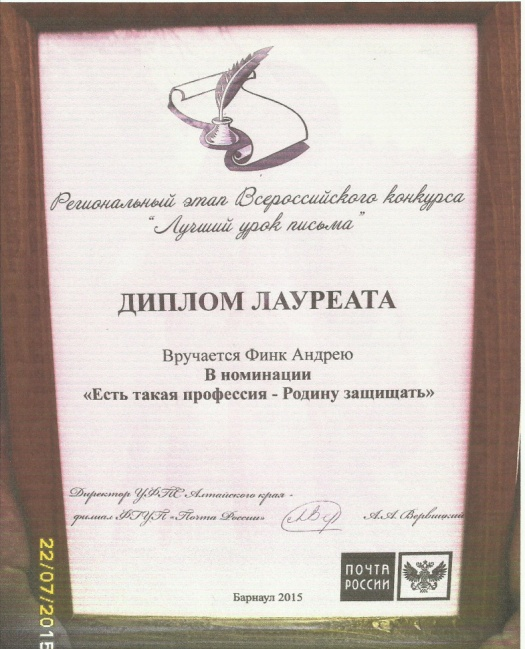 Региональный этап Всероссийского конкурса
"Лучший урок письма"
ДИПЛОМ ЛАУРЕАТА
Вручается Финк Андрею
В номинации
«Есть такая профессия - Родину защищать»
Директор УФПС Алтайского края -
филиал ФГУП «Почта России»
А.А. Вервицкий
ПОЧТА
РОССИИ
Барнаул 2015
22/07/2015